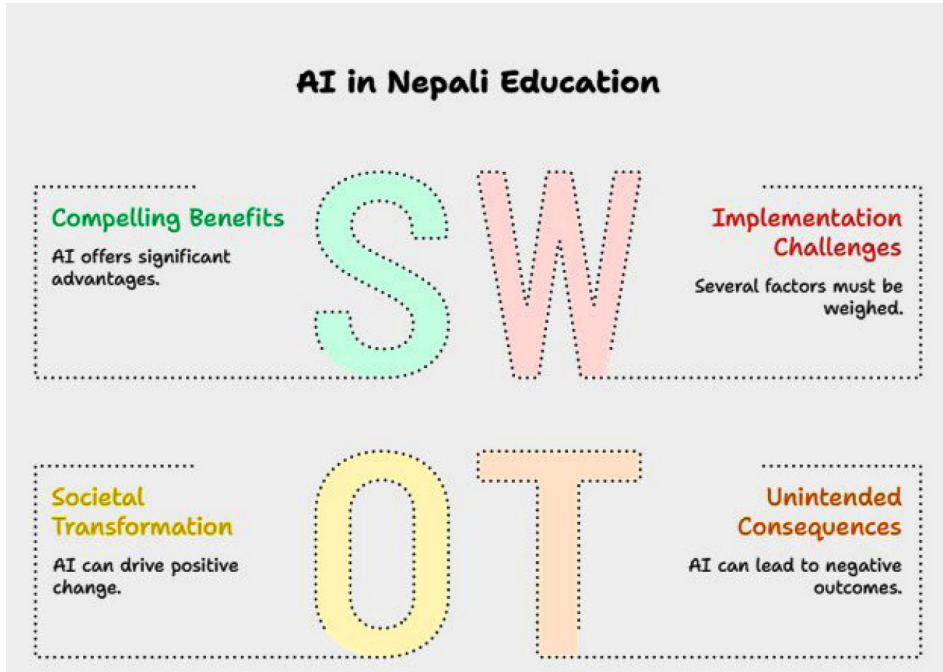 AI in Nepali Education
Compelling Benefits
AI offers significant
advantages.
S
W
Implementation
Challenges
Several factors must be
weighed.
Societal
Transformation
AI can drive positive
change.
O
T
Unintended
Consequences
AI can lead to negative
outcomes.